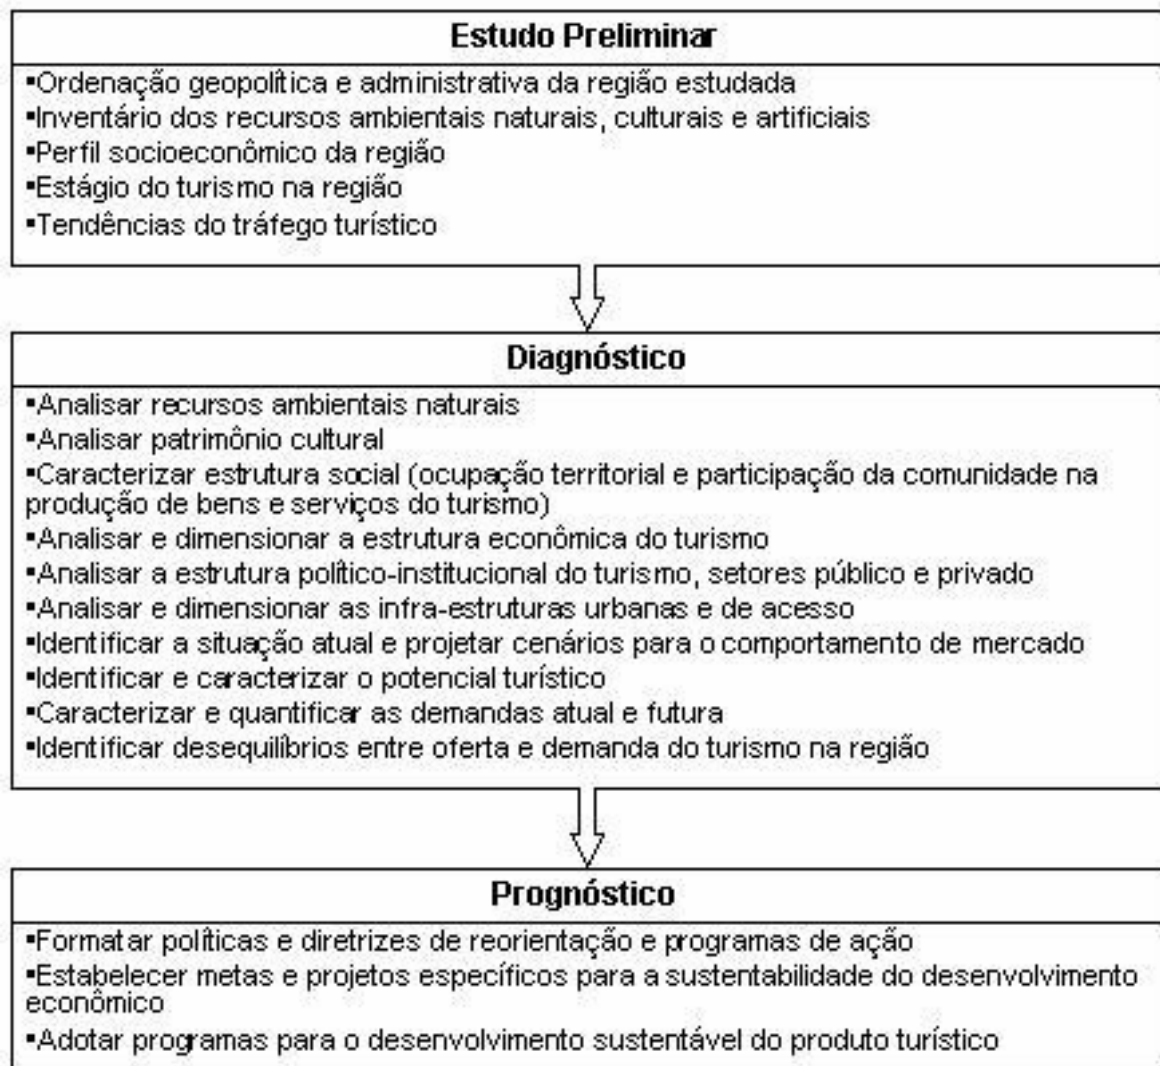 Estudo Preliminar
▪Ordenação geopolítica e administrativa da região estudada
▪Inventário dos recursos ambientais naturais, culturais e artificiais
▪Perfil socioeconômico da região
▪Estágio do turismo na região
▪Tendências do tráfego turístico
Diagnóstico
▪Analisar recursos ambientais naturais
▪Analisar patrimônio cultural
▪Caracterizar estrutura social (ocupação territorial e participação da comunidade na
produção de bens e serviços do turismo)
▪Analisar e dimensionar a estrutura econômica do turismo
▪Analisar a estrutura político-institucional do turismo, setores público e privado
▪Analisar e dimensionar as infra-estruturas urbanas e de acesso
▪Identificar a situação atual e projetar cenários para o comportamento de mercado
▪Identificar e caracterizar o potencial turístico
▪Caracterizar e quantificar as demandas atual e futura
▪Identificar desequilíbrios entre oferta e demanda do turismo na região
Prognóstico
▪Formatar políticas e diretrizes de reorientação e programas de ação
▪Estabelecer metas e projetos específicos para a sustentabilidade do desenvolvimento
econômico
▪Adotar programas para o desenvolvimento sustentável do produto turístico